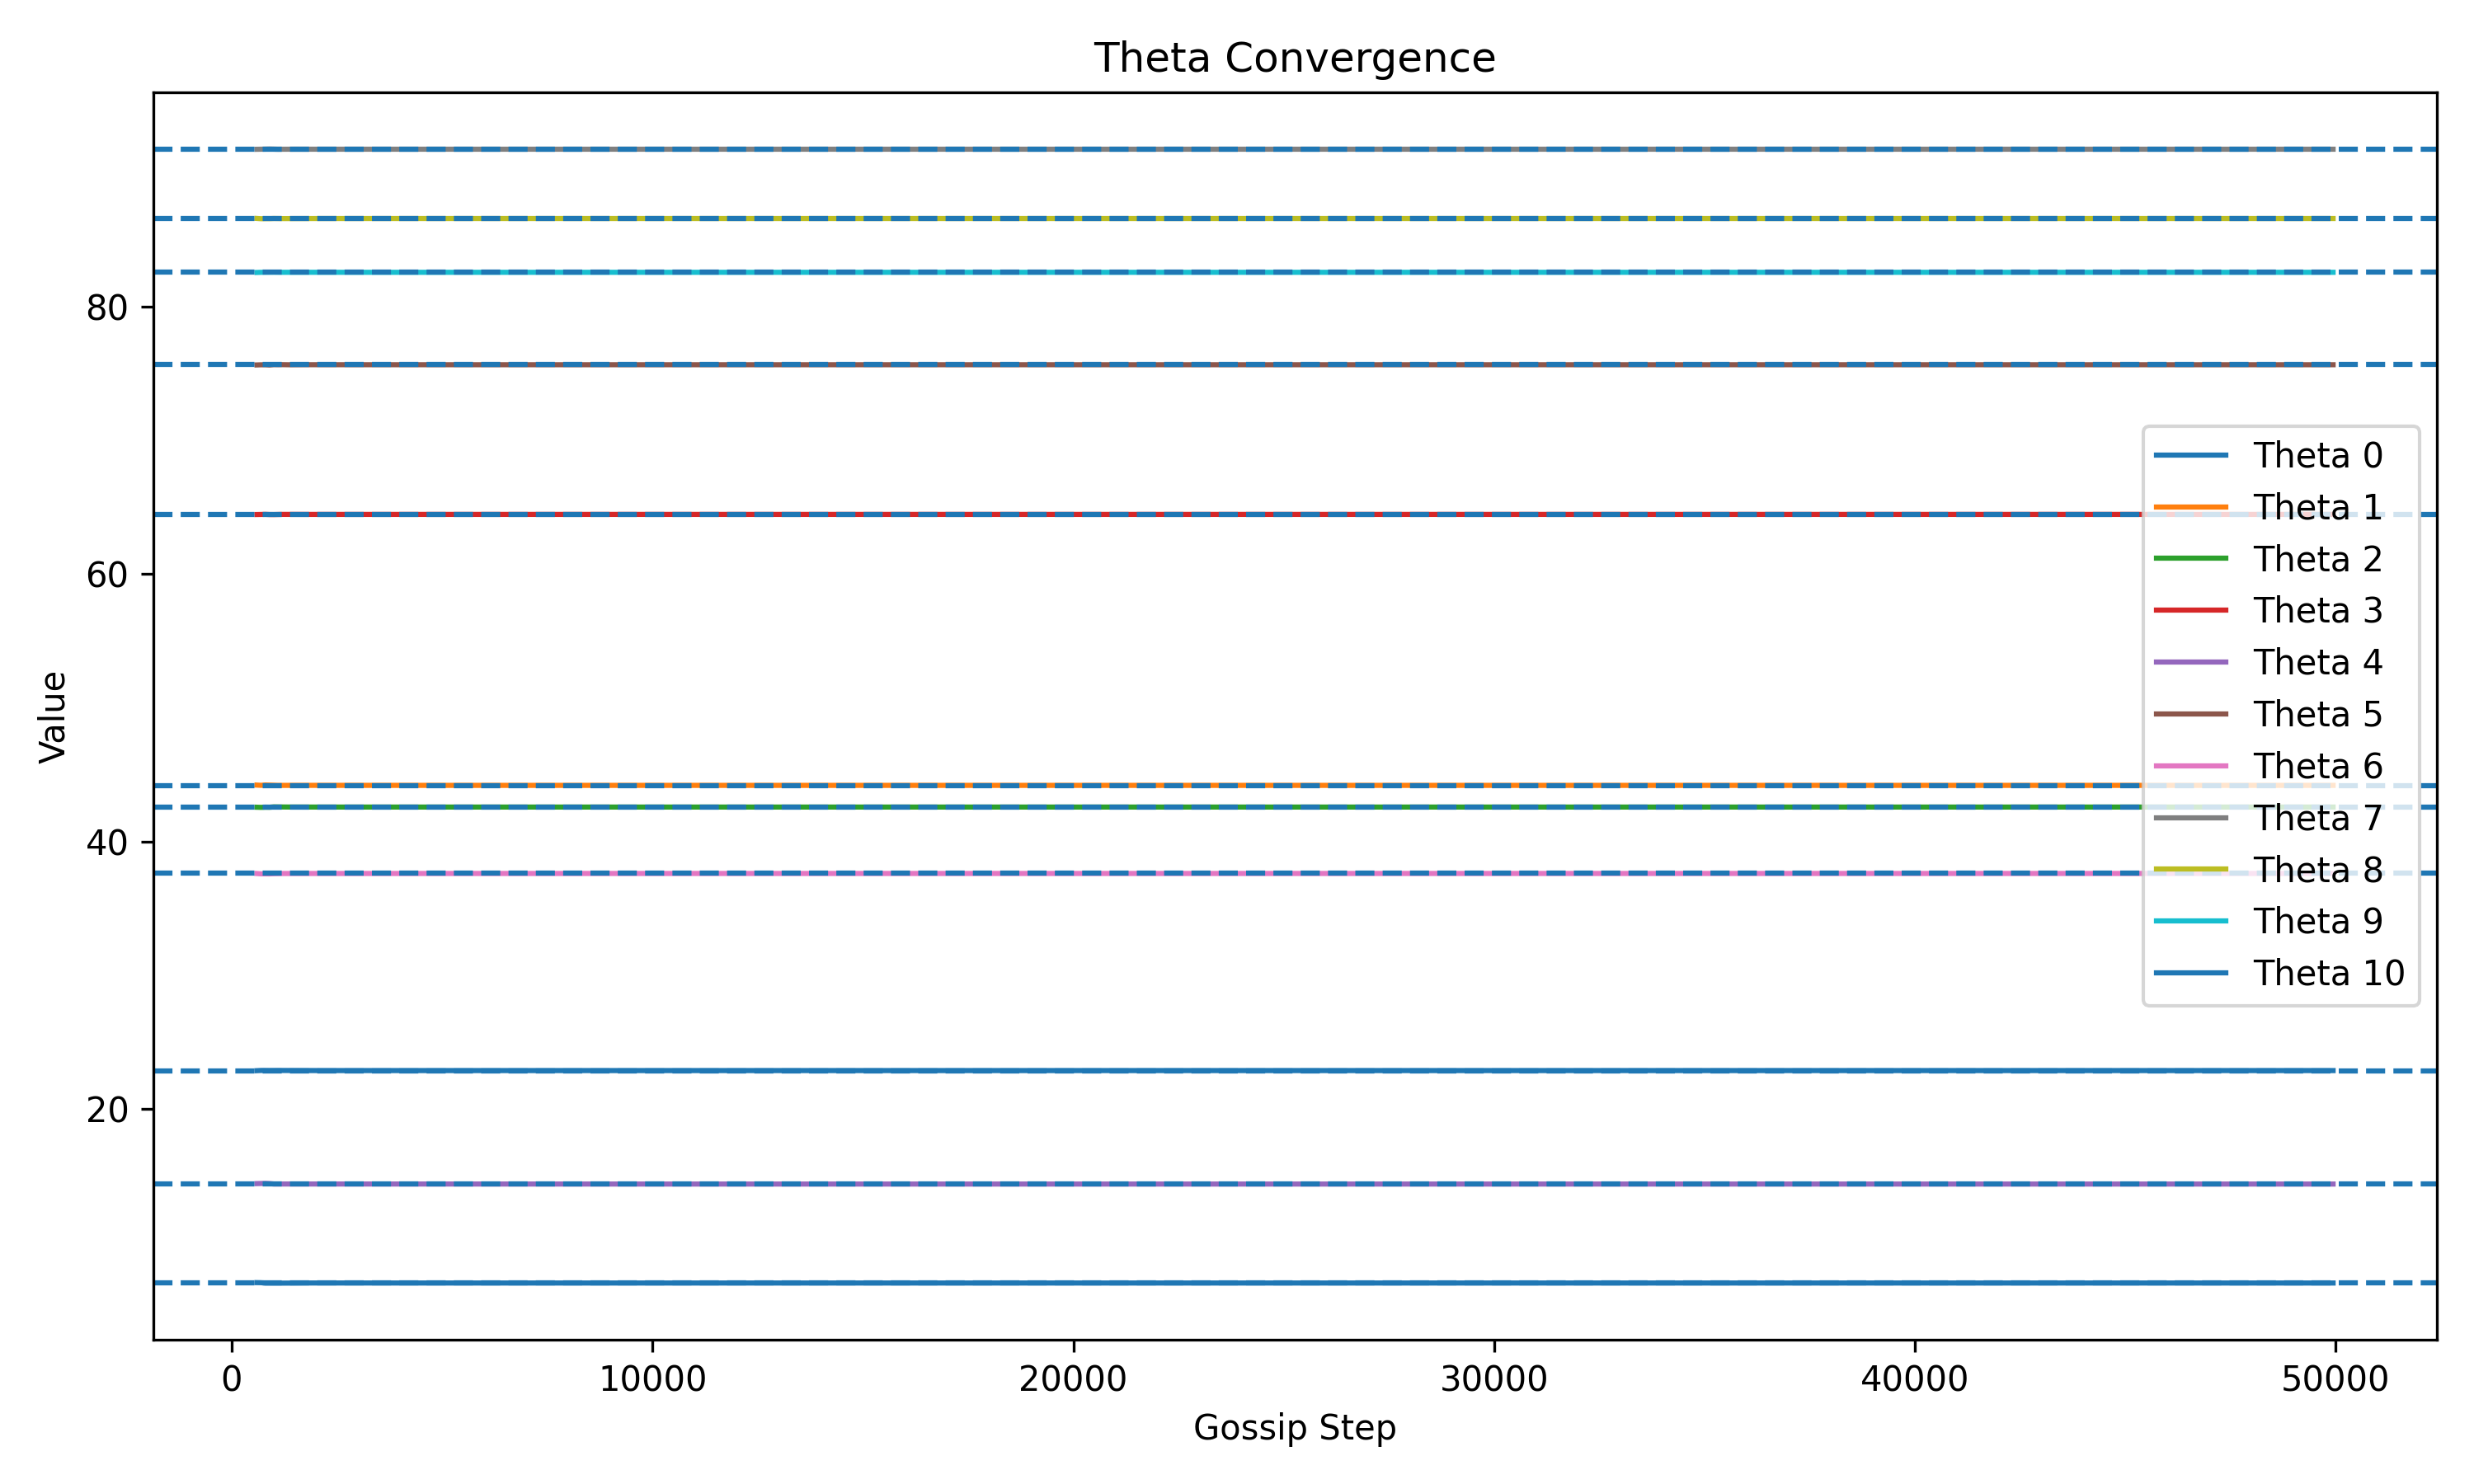 Theta Convergence
Value
80
60
40
20
Theta 0
Theta 1
Theta 2
Theta 3
Theta 4
Theta 5
Theta 6
Theta 7
Theta 8
Theta 9
Theta 10
0 10000 20000 30000 40000 50000
Gossip Step